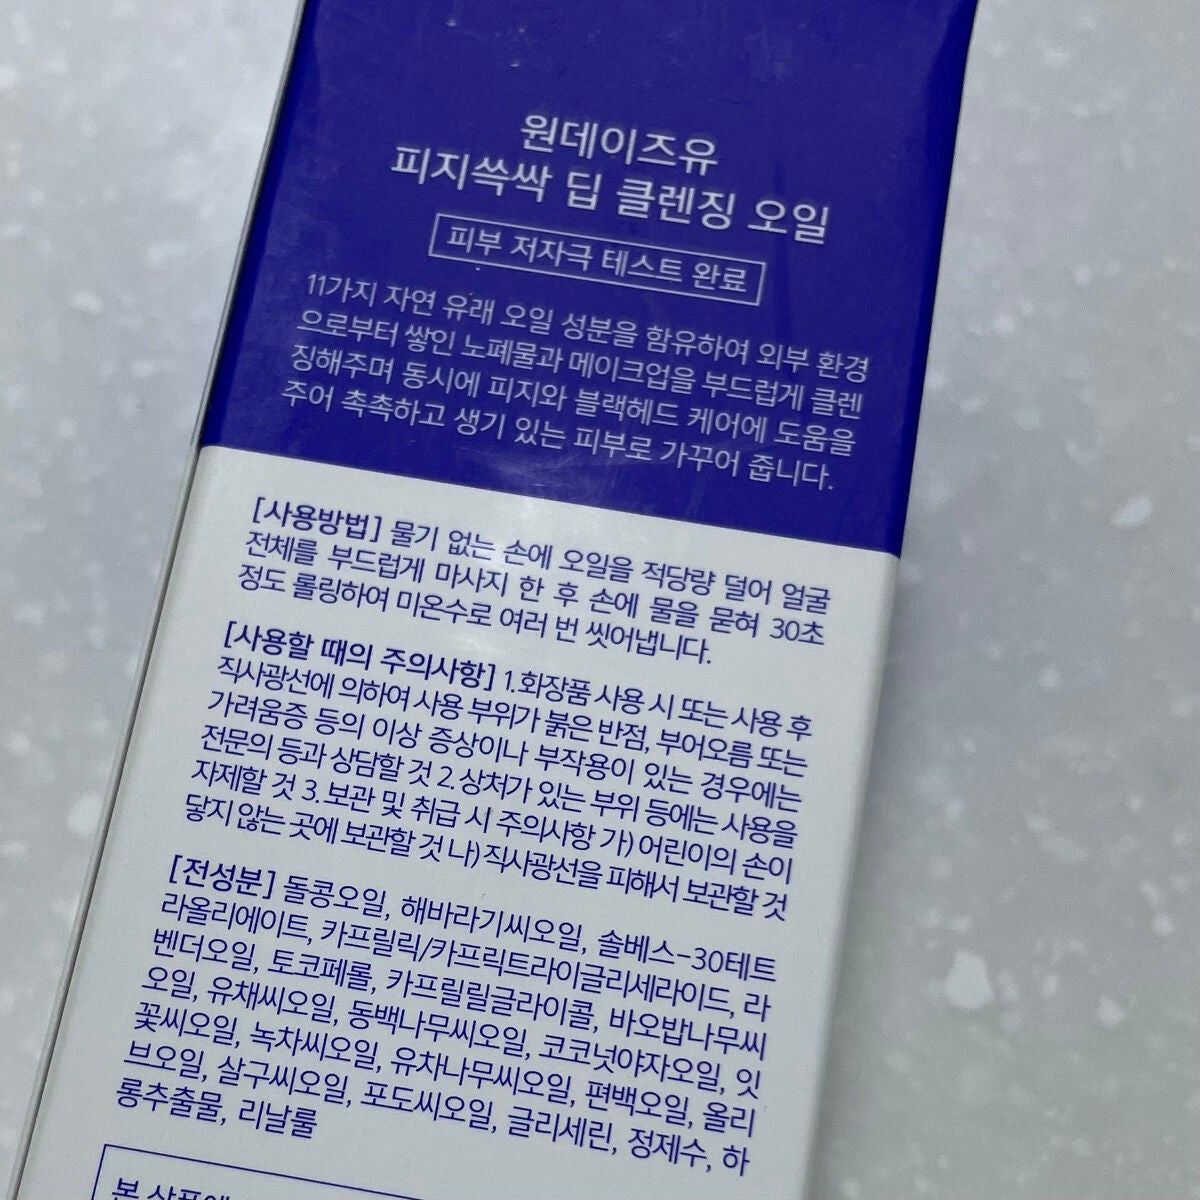 원데이즈유
피지쏙싹 딥 클렌징 오일
피부 저자극 테스트 완료
11가지 자연 유래 오일 성분을 함유하여 외부 환경
으로부터 쌓인 노폐물과 메이크업을 부드럽게 클렌
징해주며 동시에 피지와 블랙헤드 케어에 도움을
주어 촉촉하고 생기 있는 피부로 가꾸어 줍니다.
[사용방법] 물기 없는 손에 오일을 적당량 덜어 얼굴
전체를 부드럽게 마사지 한 후 손에 물을 묻혀 30초
정도 롤링하여 미온수로 여러 번 씻어냅니다.
[사용할 때의 주의사항] 1.화장품 사용 시 또는 사용 후
직사광선에 의하여 사용 부위가 붉은 반점, 부어오름 또는
가려움증 등의 이상 증상이나 부작용이 있는 경우에는
전문의 등과 상담할 것 2.상처가 있는 부위 등에는 사용을
자제할 것 3.보관 및 취급 시 주의사항 가) 어린이의 손이
닿지 않는 곳에 보관할 것 나)직사광선을 피해서 보관할 것
[전성분] 돌콩오일, 해바라기씨오일, 솔베스-30테트
라올리에이트, 카프릴릭/카프릭트라이글리세라이드, 라
벤더오일, 토코페롤, 카프릴릴글라이콜, 바오밥나무씨
오일, 유채씨오일, 동백나무씨오일, 코코넛야자오일, 잇
꽃씨오일, 녹차씨오일, 유차나무씨오일, 편백오일, 올리
브오일, 살구씨오일, 포도씨오일, 글리세린, 정제수, 하
롱추출물, 리날룰
본 상품에